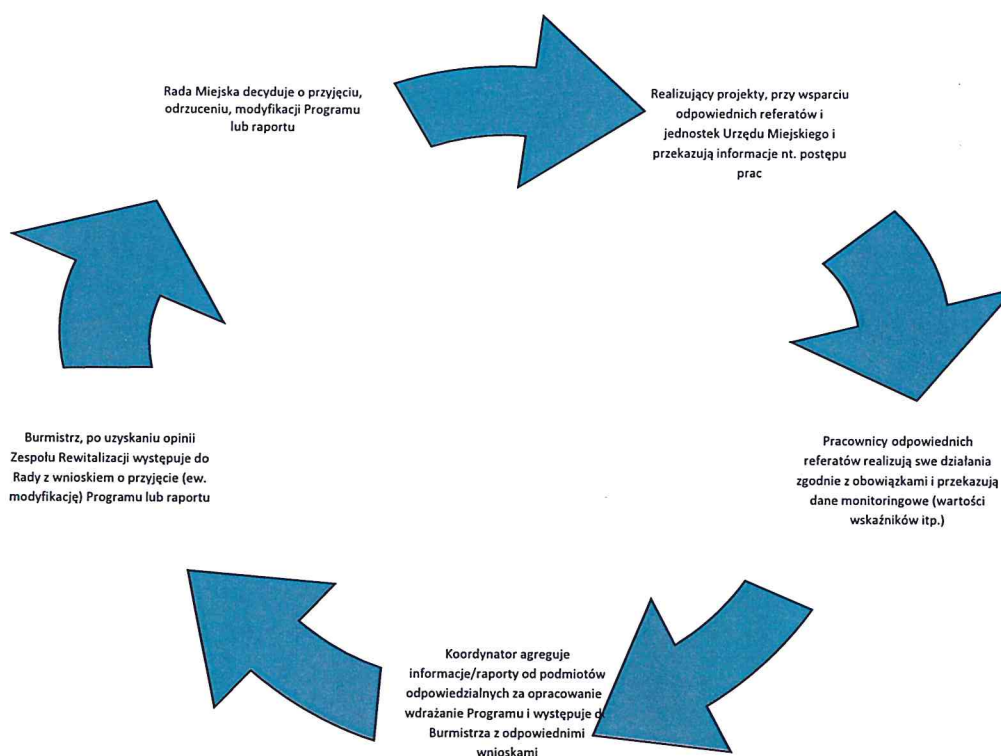 Rada Miejska decyduje o przyjęciu,
odrzuceniu, modyfikacji Programu
lub raportu
Realizujący projekty, przy wsparciu
odpowiednich referatów i
jednostek Urzędu Miejskiego i
przekazują informacje nt. postępu
prac
Pracownicy odpowiednich
referatów realizują swe działania
zgodnie z obowiązkami i przekazują
dane monitoringowe (wartości
wskaźników itp.)
Koordynator agreguje
informacje/raporty od podmiotów
odpowiedzialnych za opracowanie
wdrażanie Programu i występuje d
Burmistrza z odpowiednimi
wnioskami
Burmistrz, po uzyskaniu opinii
Zespołu Rewitalizacji występuje do
Rady z wnioskiem o przyjęcie (ew.
modyfikację) Programu lub raportu